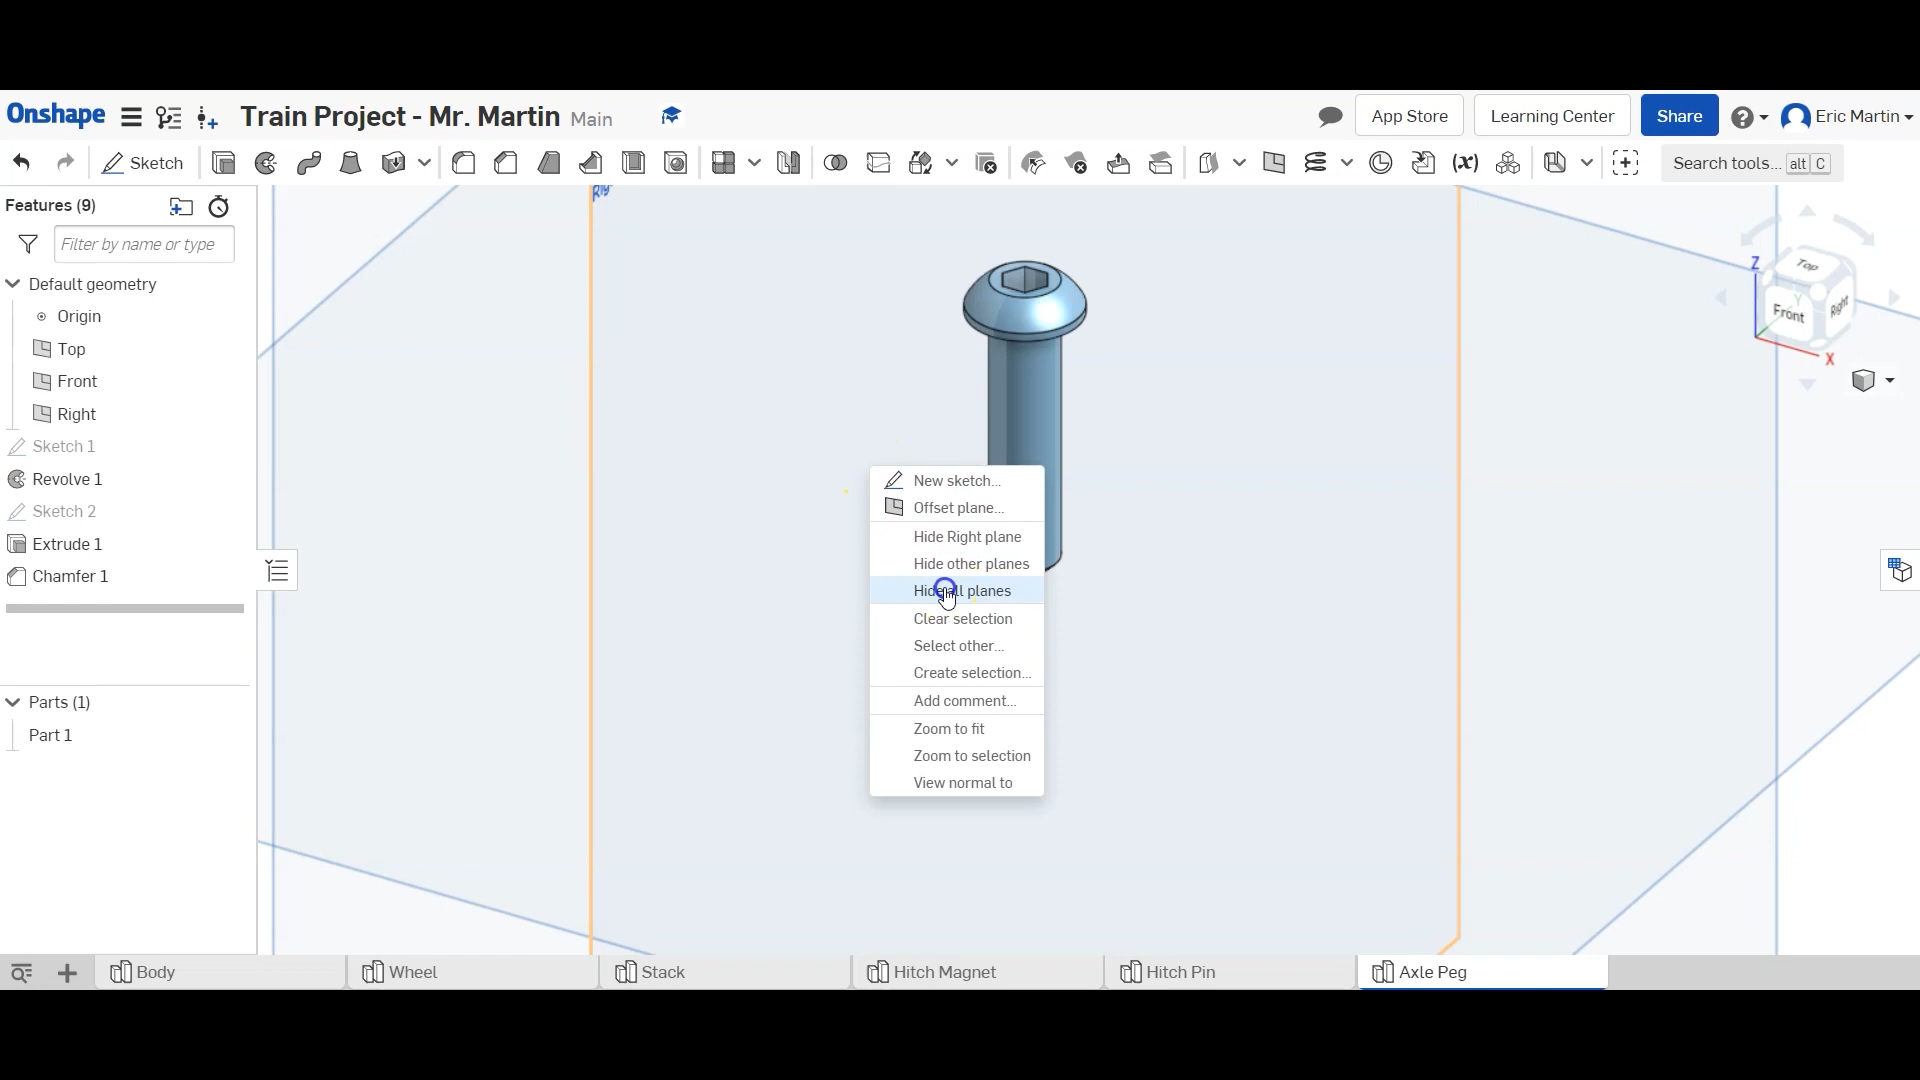 Onshape Train Project - Mr. Martin Main App Store Learning Center Share Eric Martin
Sketch Search tools... alt C
Features (9)
Filter by name or type
Default geometry
Origin
Top
Front
Right
Sketch 1
Revolve 1
Sketch 2
Extrude 1
Chamfer 1
Parts (1)
Part 1
New sketch...
Offset plane...
Hide Right plane
Hide other planes
Hide all planes
Clear selection
Select other...
Create selection...
Add comment...
Zoom to fit
Zoom to selection
View normal to
Z
Top
Y
Front
Right
X
Body
Wheel
Stack
Hitch Magnet
Hitch Pin
Axle Peg